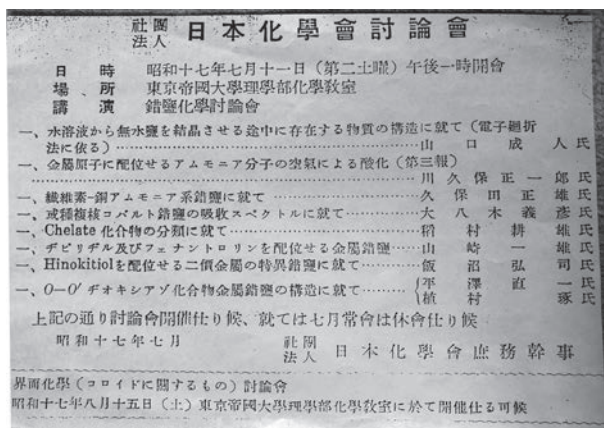 社團法人 日本化學會討論會
日時 昭和十七年七月十一日（第二土曜）午後一時開會
場所 東京帝國大學理學部化學教室
講演 錯鹽化學討論會
一、水溶液から無水鹽を結晶させる途中に存在する物質の構造に就て（電子廻折
法に依る）…………山口成人氏
一、金屬原子に配位せるアムモニア分子の空氣による酸化（第三報）
…………川久保正一郎氏
一、纎維素-銅アムモニア系錯鹽に就て…………久保田正雄氏
一、或種複核コバルト錯鹽の吸收スペクトルに就て…………大八木義彦氏
一、Chelate 化合物の分類に就て…………稻村耕雄氏
一、ヂピリヂル及びフェナントロリンを配位せる金屬錯鹽……山崎一雄氏
一、Hinokitiolを配位せる二價金屬の特異錯鹽に就て………飯沼弘司氏
一、O—O′ ヂオキシアゾ化合物金屬錯鹽の構造に就て………{平澤直一氏
植村琢氏
上記の通り討論會開催仕り候、就ては七月常會は休會仕り候
昭和十七年七月 社團法人 日本化學會庶務幹事
界面化學（コロイドに關するもの）討論會
昭和十七年八月十五日（土）東京帝國大學理學部化學教室に於て開催仕る可候